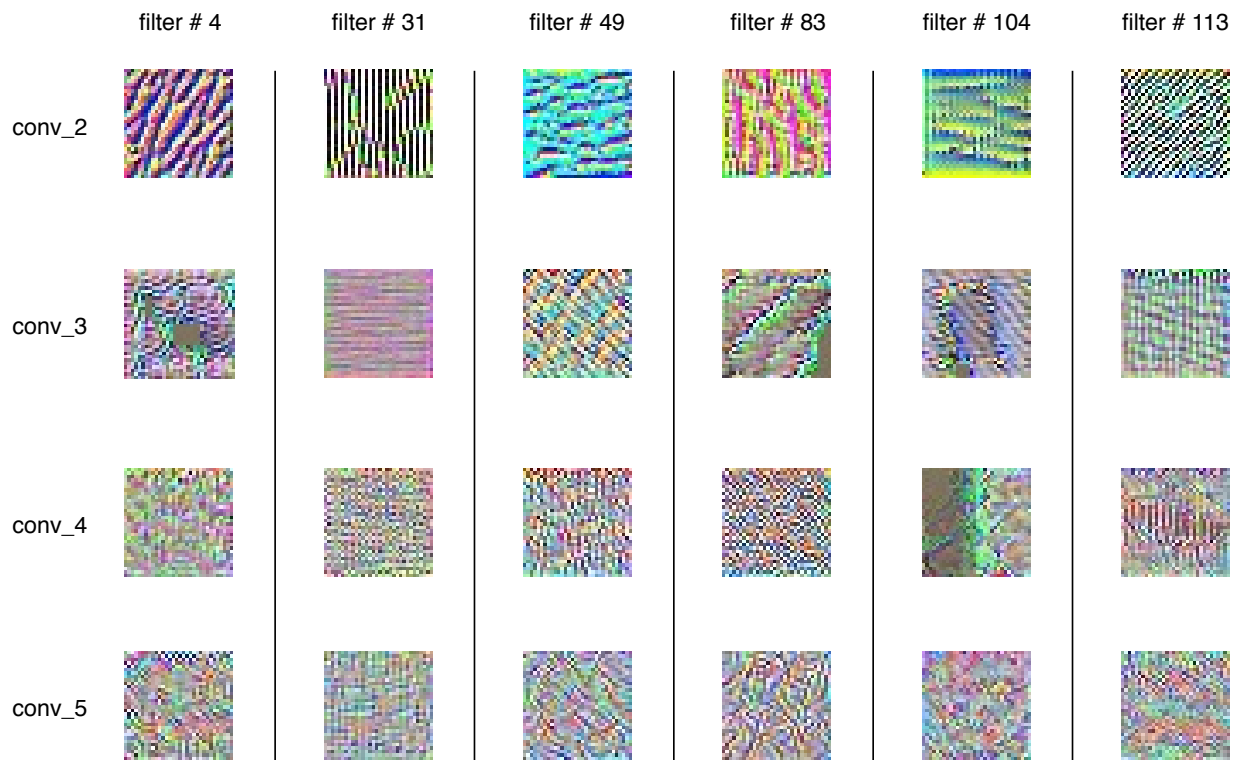 filter # 4 filter # 31 filter # 49 filter # 83 filter # 104 filter # 113
conv_2
conv_3
conv_4
conv_5